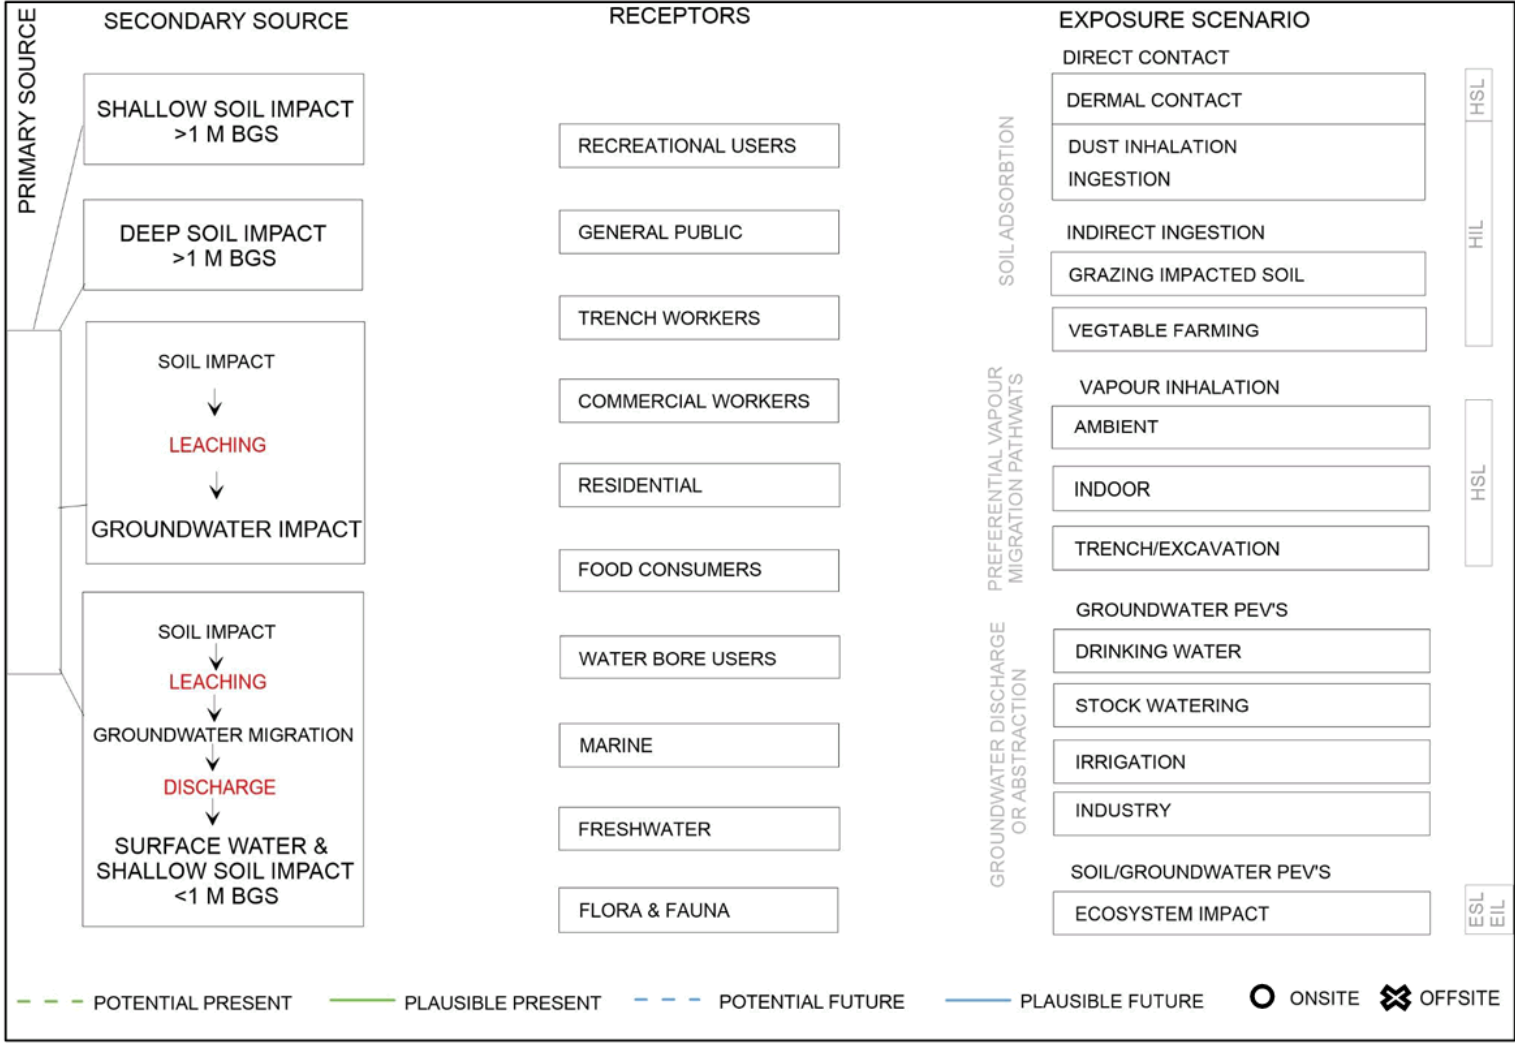 PRIMARY SOURCE
SECONDARY SOURCE
SHALLOW SOIL IMPACT
>1 M BGS
DEEP SOIL IMPACT
>1 M BGS
SOIL IMPACT
LEACHING
GROUNDWATER IMPACT
SOIL IMPACT
LEACHING
GROUNDWATER MIGRATION
DISCHARGE
SURFACE WATER &
SHALLOW SOIL IMPACT
<1 M BGS
RECEPTORS
RECREATIONAL USERS
GENERAL PUBLIC
TRENCH WORKERS
COMMERCIAL WORKERS
RESIDENTIAL
FOOD CONSUMERS
WATER BORE USERS
MARINE
FRESHWATER
FLORA & FAUNA
SOIL ADSORBTION
PREFERENTIAL VAPOUR
MIGRATION PATHWATS
GROUNDWATER DISCHARGE
OR ABSTRACTION
EXPOSURE SCENARIO
DIRECT CONTACT
DERMAL CONTACT
DUST INHALATION
INGESTION
INDIRECT INGESTION
GRAZING IMPACTED SOIL
VEGTABLE FARMING
VAPOUR INHALATION
AMBIENT
INDOOR
TRENCH/EXCAVATION
GROUNDWATER PEV'S
DRINKING WATER
STOCK WATERING
IRRIGATION
INDUSTRY
SOIL/GROUNDWATER PEV'S
ECOSYSTEM IMPACT
HSL
HIL
HSL
ESL
EIL
POTENTIAL PRESENT
PLAUSIBLE PRESENT
POTENTIAL FUTURE
PLAUSIBLE FUTURE
ONSITE
OFFSITE